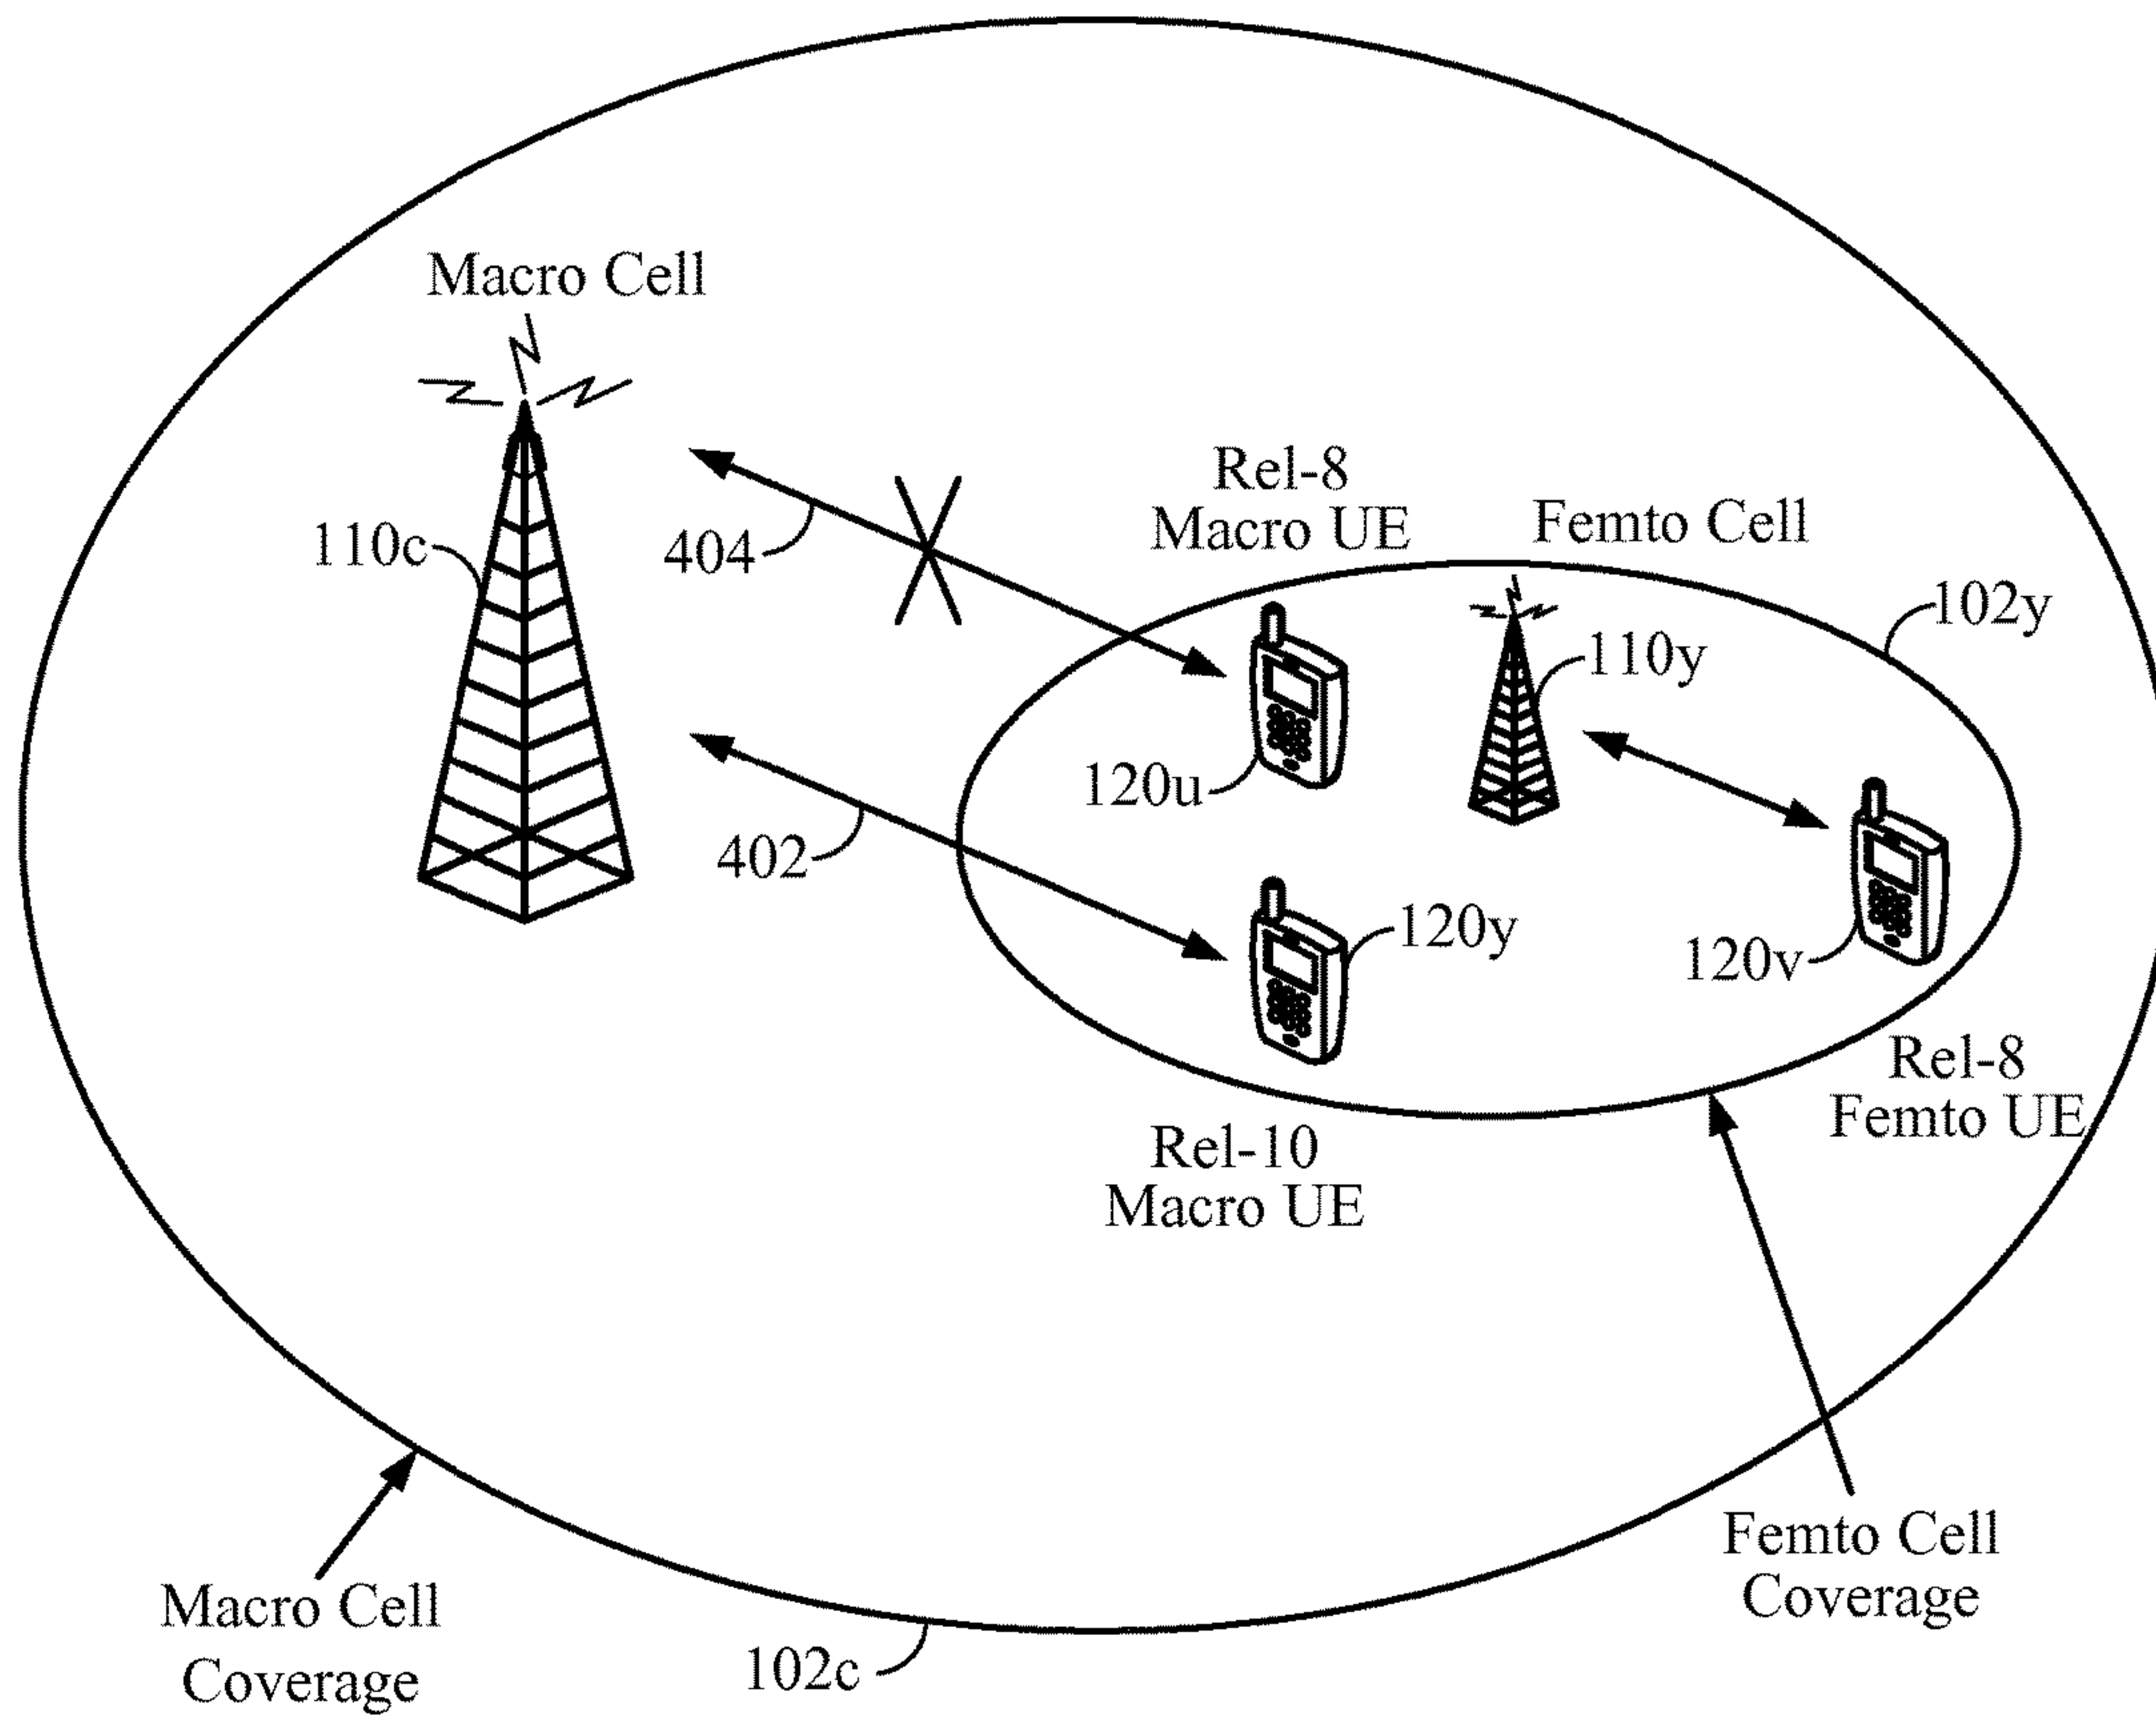 Macro Cell
110c
404
Rel-8
Macro UE
Femto Cell
102y
110y
120u
402
120y
120v
Rel-8
Femto UE
Rel-10
Macro UE
Femto Cell
Coverage
Macro Cell
Coverage
102c